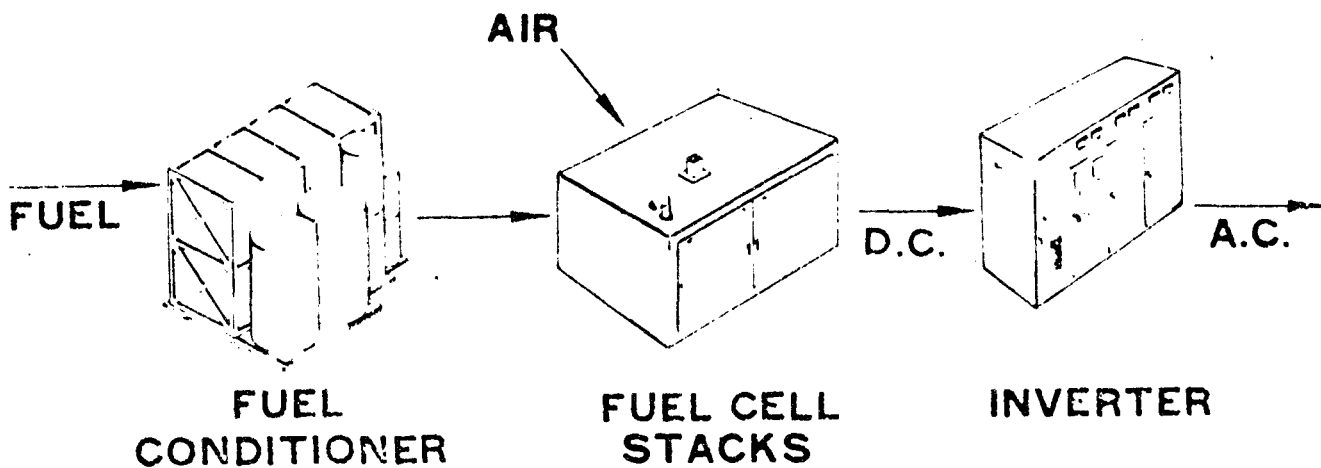 AIR
FUEL
D.C.
A.C.
FUEL
CONDITIONER
FUEL CELL
STACKS
INVERTER